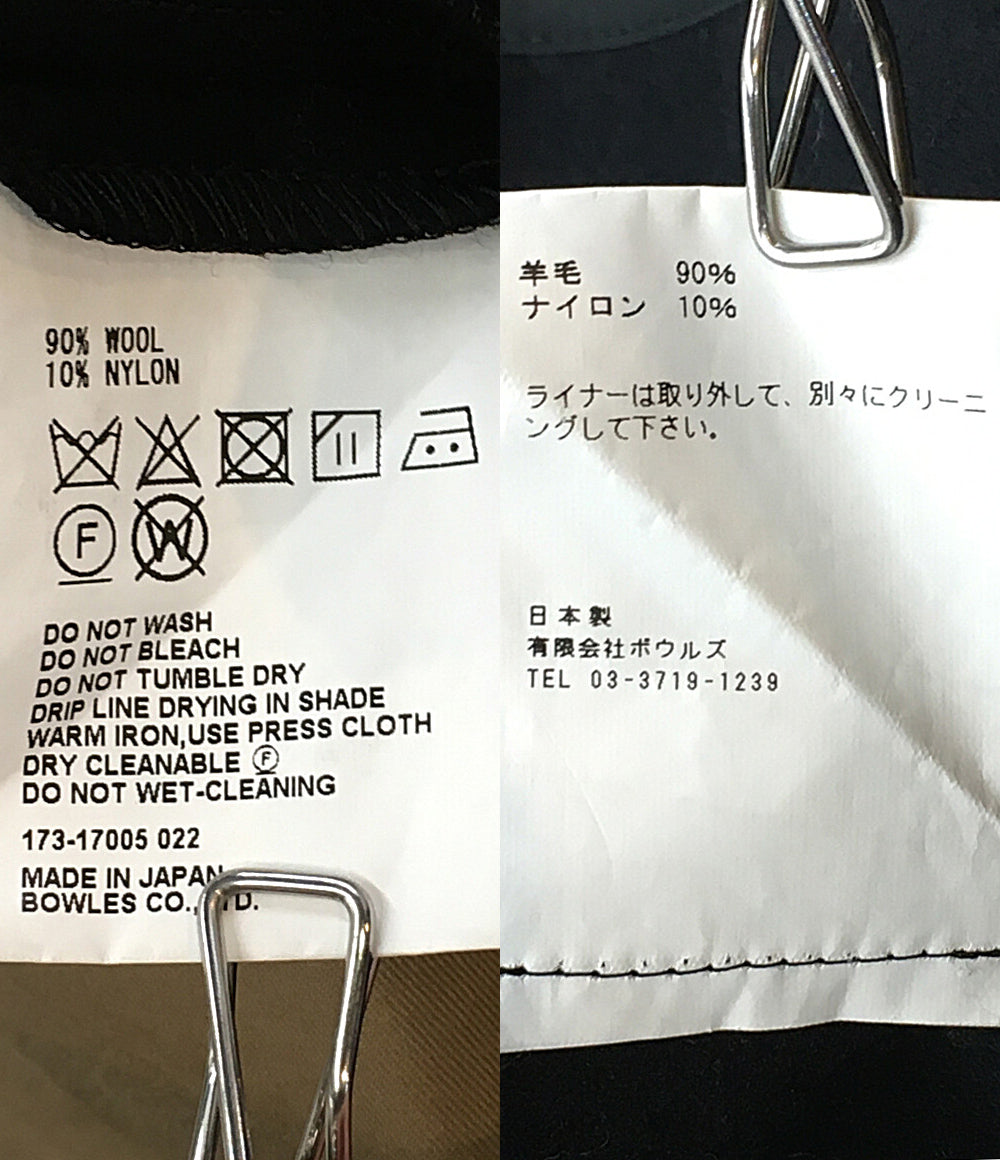 90% WOOL
10% NYLON
F W
DO NOT WASH
DO NOT BLEACH
DO NOT TUMBLE DRY
DRIP LINE DRYING IN SHADE
WARM IRON,USE PRESS CLOTH
DRY CLEANABLE Ⓕ
DO NOT WET-CLEANING
173-17005 022
MADE IN JAPAN
BOWLES CO., TD.
羊毛 90%
ナイロン 10%
ライナーは取り外して、別々にクリーニ
ングして下さい。
日本製
有限会社ボウルズ
TEL 03-3719-1239